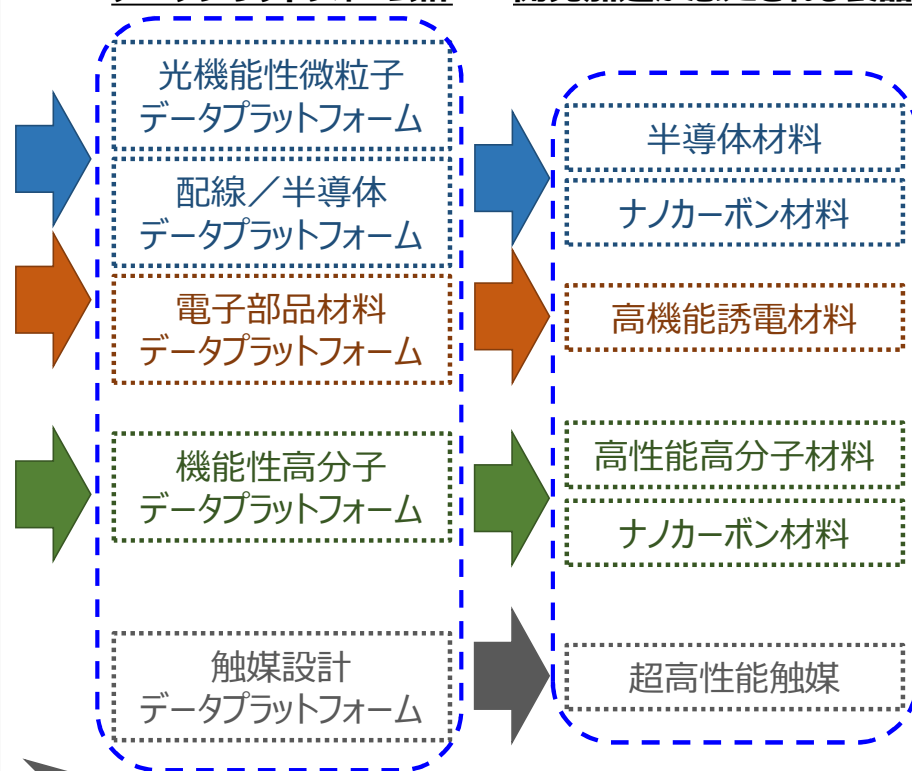 光機能性微粒子
データプラットフォーム
配線／半導体
データプラットフォーム
電子部品材料
データプラットフォーム
機能性高分子
データプラットフォーム
触媒設計
データプラットフォーム
半導体材料
ナノカーボン材料
高機能誘電材料
高性能高分子材料
ナノカーボン材料
超高性能触媒